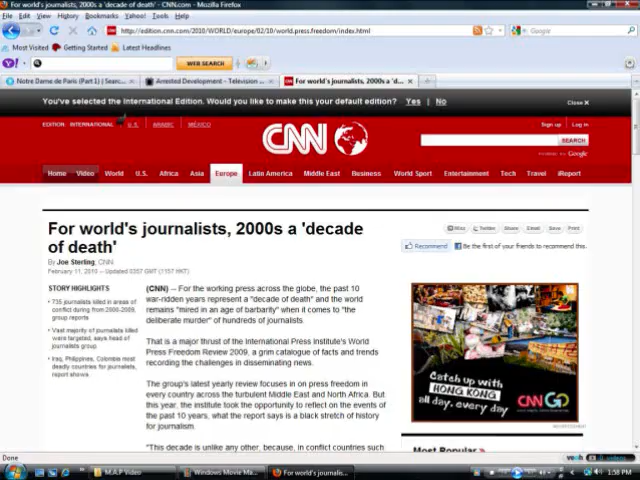 For world's journalists, 2000s a 'decade of death' - CNN.com - Mozilla Firefox
File Edit View History Bookmarks Yahoo! Tools Help
http://edition.cnn.com/2010/WORLD/europe/02/10/world.press.freedom/index.html
Google
Most Visited Getting Started Latest Headlines
Y! WEB SEARCH
Notre Dame de Paris (Part 1) | Searc... Arrested Development - Television ... For world's journalists, 2000s a 'd...
You've selected the International Edition. Would you like to make this your default edition? Yes | No Close
EDITION: INTERNATIONAL U.S. ARABIC MÉXICO
Sign up Log in
CNN
SEARCH
POWERED BY Google
Home Video World U.S. Africa Asia Europe Latin America Middle East Business World Sport Entertainment Tech Travel iReport
For world's journalists, 2000s a 'decade
of death'
By Joe Sterling, CNN
February 11, 2010 -- Updated 0357 GMT (1157 HKT)
Mixx Twitter Share Email Save Print
Recommend Be the first of your friends to recommend this.
STORY HIGHLIGHTS
735 journalists killed in areas of
conflict during from 2000-2009,
group reports
Vast majority of journalists killed
were targeted, says head of
journalists group
Iraq, Philippines, Colombia most
deadly countries for journalists,
report shows
(CNN) -- For the working press across the globe, the past 10
war-ridden years represent a "decade of death" and the world
remains "mired in an age of barbarity" when it comes to "the
deliberate murder" of hundreds of journalists.
That is a major thrust of the International Press Institute's World
Press Freedom Review 2009, a grim catalogue of facts and trends
recording the challenges in disseminating news.
The group's latest yearly review focuses in on press freedom in
every country across the turbulent Middle East and North Africa. But
this year, the institute took the opportunity to reflect on the events of
the past 10 years, what the report says is a black stretch of history
for journalism.
"This decade is unlike any other, because, in conflict countries such
Catch up with
HONG KONG
all day, every day
CNN GO
ADVERTISEMENT
Most Popular
Done
veoh
M.A.P Video Windows Movie Ma... For world's journalis...
1:58 PM